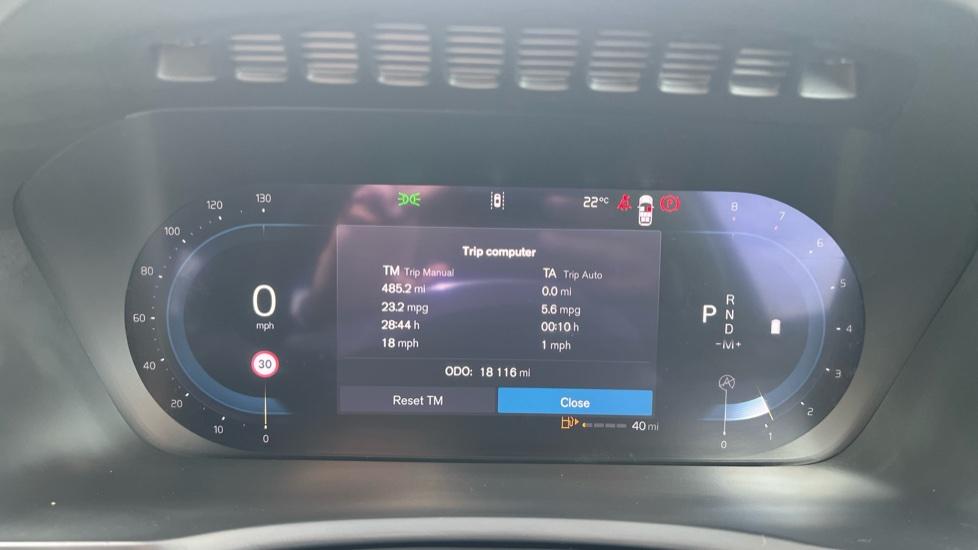 120
130
22°C
P
8
100
7
Trip computer
6
TM Trip Manual
TA Trip Auto
80
485.2 mi
0.0 mi
5
23.2 mpg
5.6 mpg
60
0
mph
28:44 h
00:10 h
P
R
N
D
-M+
4
18 mph
1 mph
40
30
ODO: 18 116 mi
3
A
20
Reset TM
Close
2
10
40 mi
0
0
1